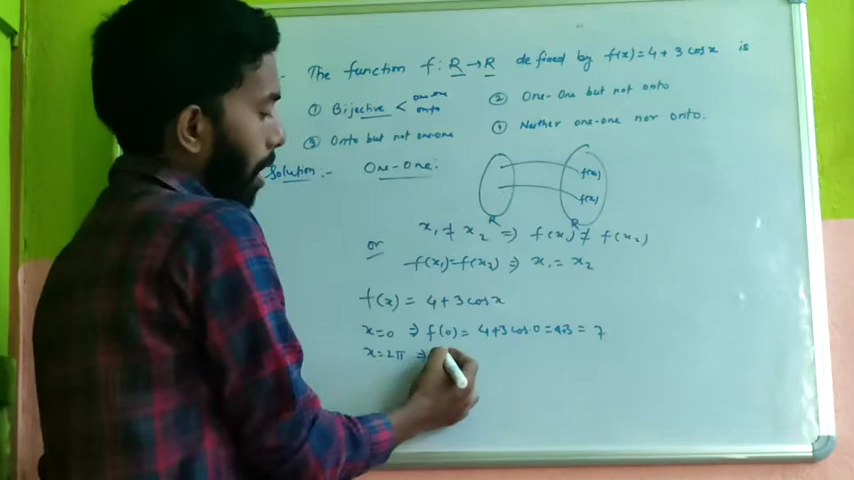 The function f: R → R defined by f(x) = 4 + 3 cos x is
① Bijective < one-one onto
② One-One but not onto
③ Onto but not one-one
④ Neither one-one nor onto.
Solution :- One-One:
f(x₁)
f(x₂)
R R
x₁ ≠ x₂ ⇒ f(x₁) ≠ f(x₂)
or
f(x₁) = f(x₂) ⇒ x₁ = x₂
f(x) = 4 + 3 cos x
x = 0 ⇒ f(0) = 4 + 3 cos 0 = 4+3 = 7
x = 2π ⇒